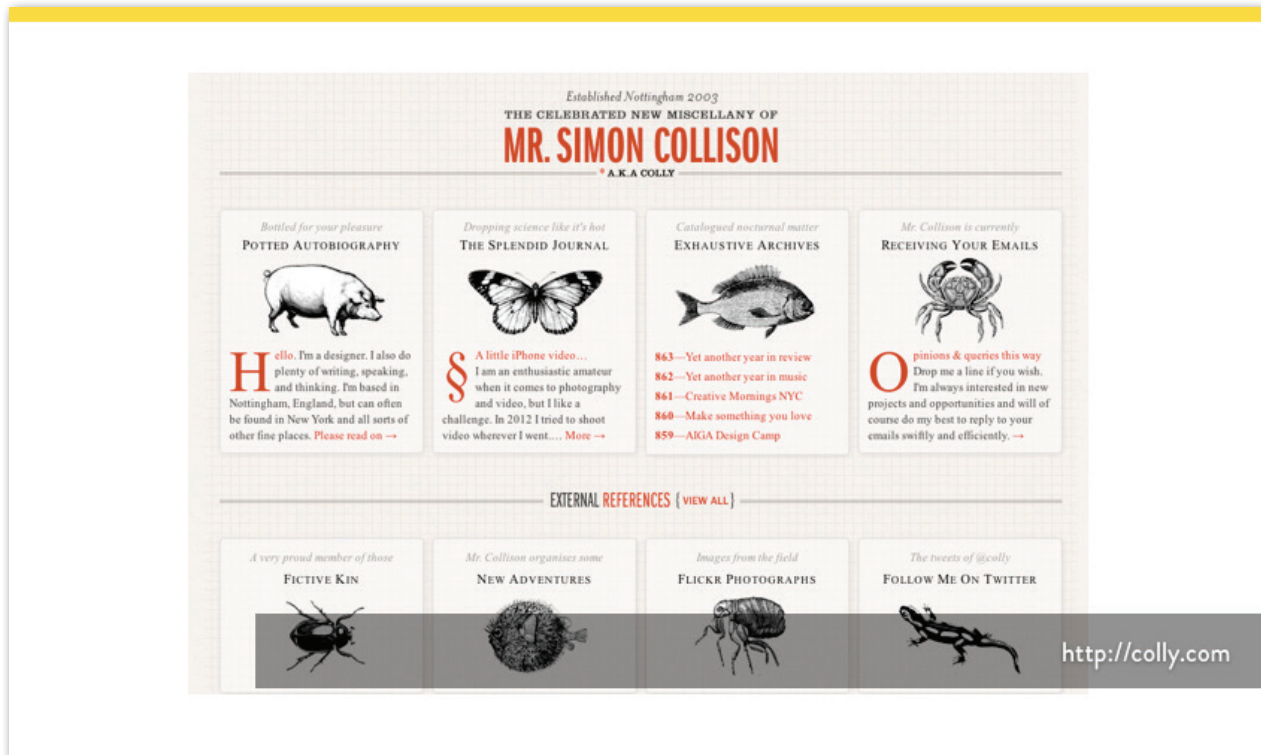 Established Nottingham 2003
THE CELEBRATED NEW MISCELLANY OF
MR. SIMON COLLISON
* A.K.A COLLY
Bottled for your pleasure
POTTED AUTOBIOGRAPHY
Hello. I'm a designer. I also do
plenty of writing, speaking,
and thinking. I'm based in
Nottingham, England, but can often
be found in New York and all sorts of
other fine places. Please read on →
Dropping science like it's hot
THE SPLENDID JOURNAL
§ A little iPhone video…
I am an enthusiastic amateur
when it comes to photography
and video, but I like a
challenge. In 2012 I tried to shoot
video wherever I went.… More →
Catalogued nocturnal matter
EXHAUSTIVE ARCHIVES
863—Yet another year in review
862—Yet another year in music
861—Creative Mornings NYC
860—Make something you love
859—AIGA Design Camp
Mr. Collison is currently
RECEIVING YOUR EMAILS
Opinions & queries this way
Drop me a line if you wish.
I'm always interested in new
projects and opportunities and will of
course do my best to reply to your
emails swiftly and efficiently. →
EXTERNAL REFERENCES { VIEW ALL }
A very proud member of those
FICTIVE KIN
Mr. Collison organises some
NEW ADVENTURES
Images from the field
FLICKR PHOTOGRAPHS
The tweets of @colly
FOLLOW ME ON TWITTER
http://colly.com